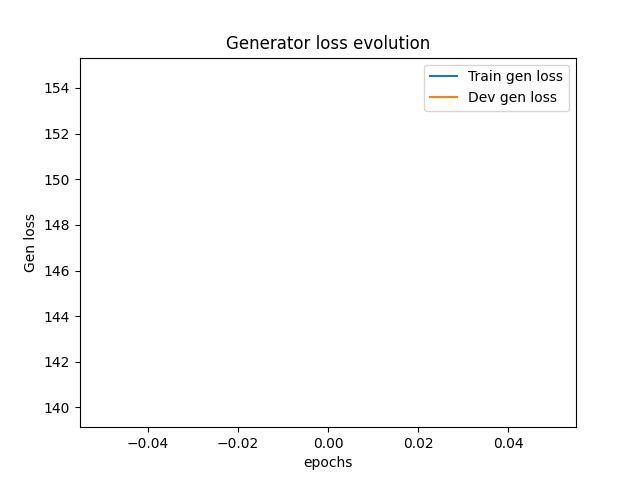 Generator loss evolution
Train gen loss
Dev gen loss
154
152
150
148
146
144
142
140
Gen loss
−0.04
−0.02
0.00
0.02
0.04
epochs